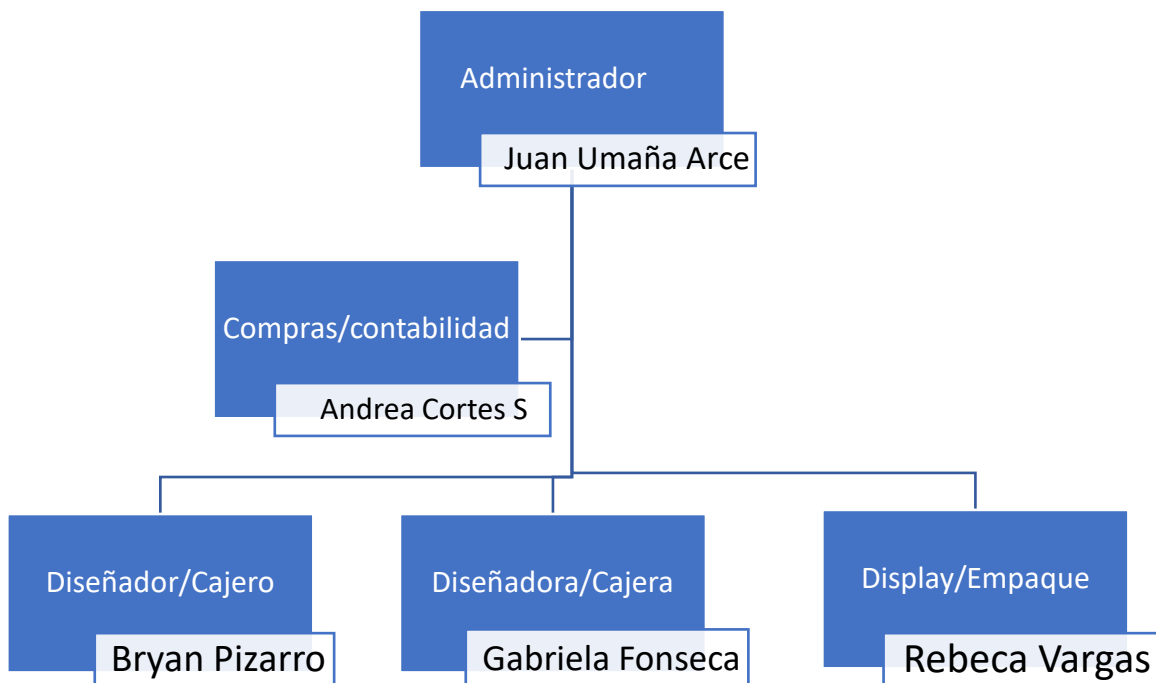 Administrador
Juan Umaña Arce
Compras/contabilidad
Andrea Cortes S
Diseñador/Cajero
Bryan Pizarro
Diseñadora/Cajera
Gabriela Fonseca
Display/Empaque
Rebeca Vargas